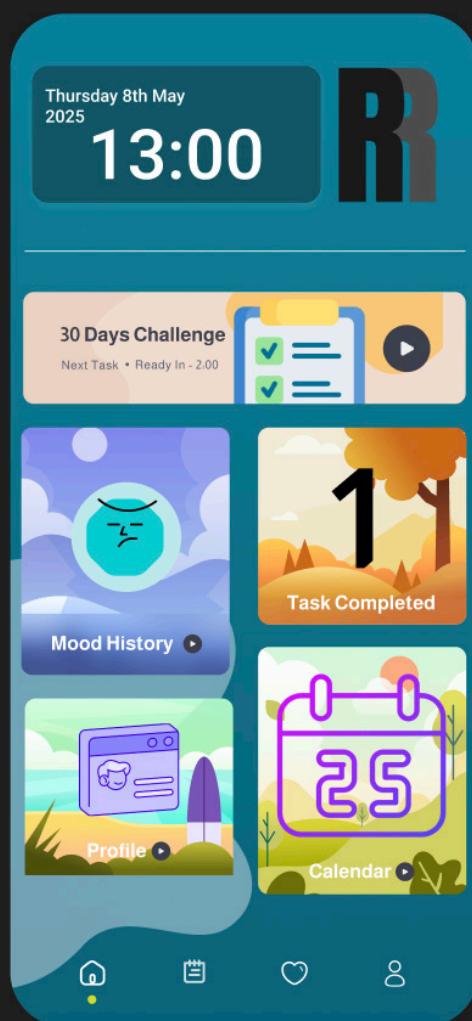 Thursday 8th May
2025
13:00
RR
30 Days Challenge
Next Task • Ready In - 2.00
1
Task Completed
Mood History
25
Calendar
Profile